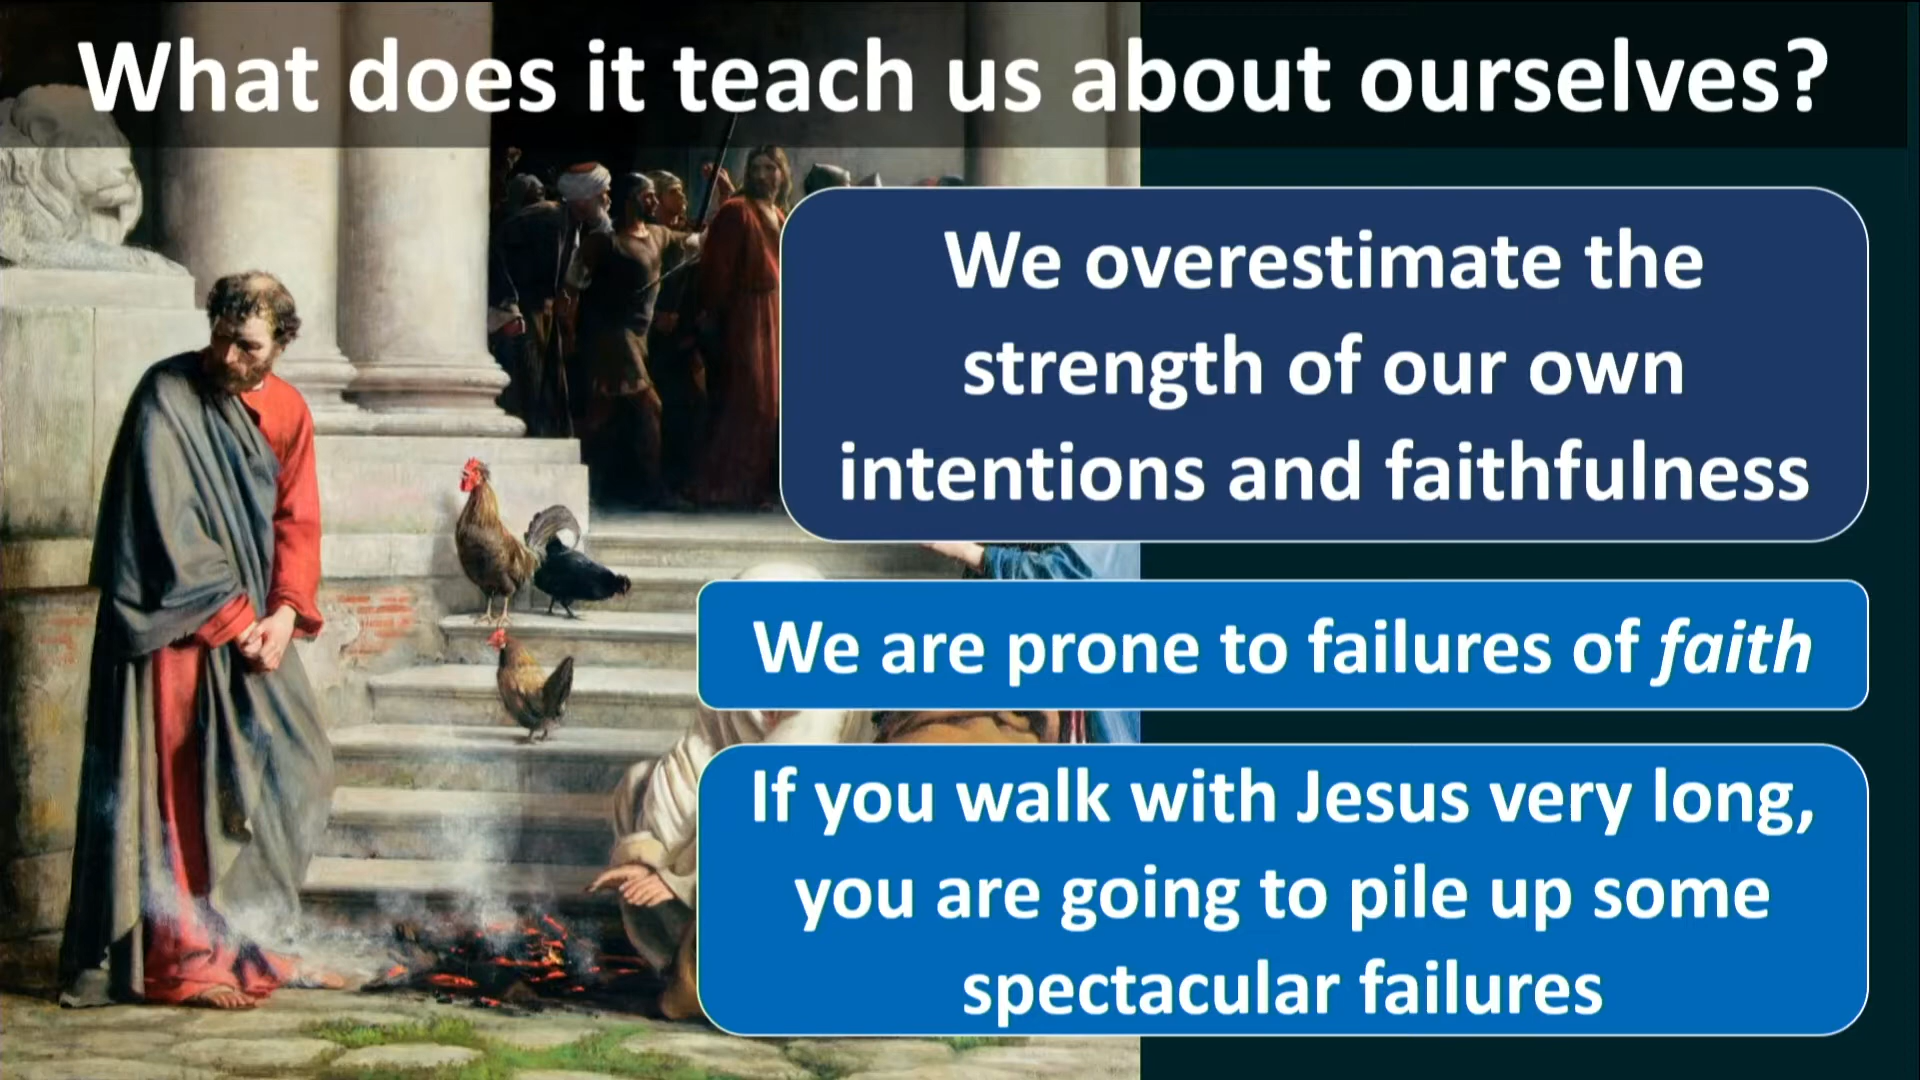 What does it teach us about ourselves?
We overestimate the
strength of our own
intentions and faithfulness
We are prone to failures of faith
If you walk with Jesus very long,
you are going to pile up some
spectacular failures